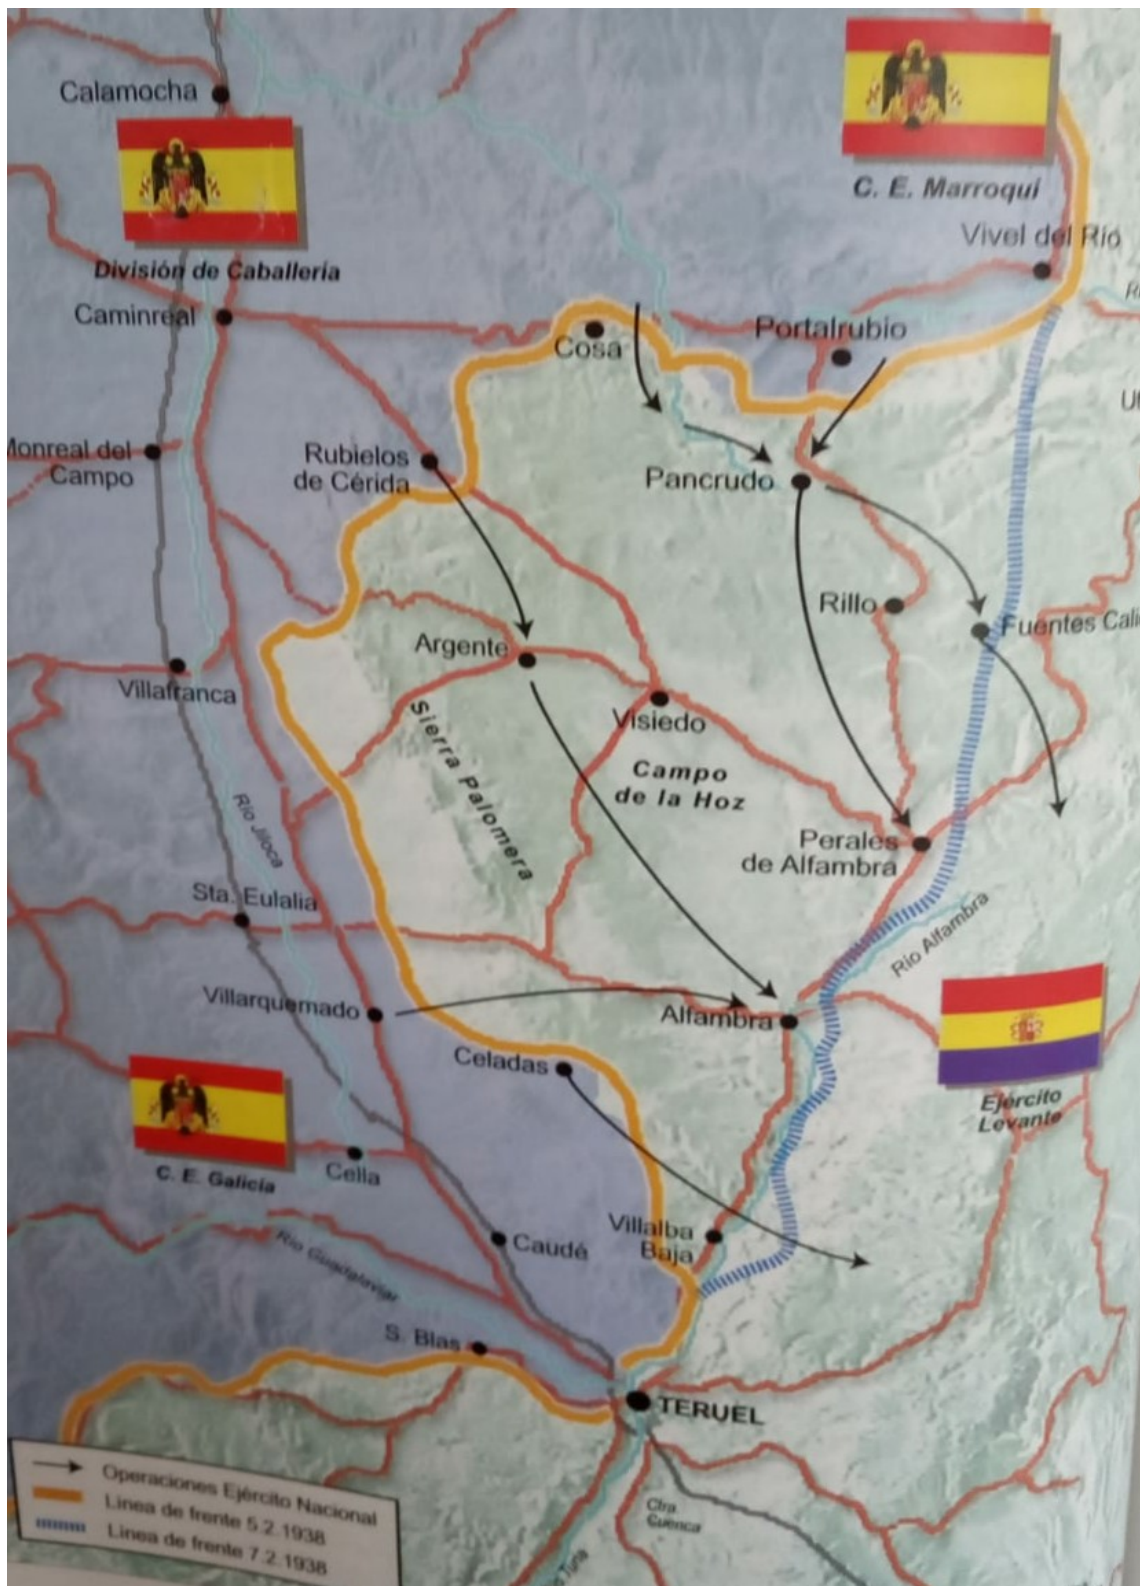 Calamocha
C. E. Marroquí
División de Caballería
Vivel del Río
Caminreal
Cosa
Portalrubio
Monreal del
Campo
Rubielos
de Cérida
Pancrudo
Rillo
Fuentes Cali
Argente
Villafranca
Visiedo
Sierra Palomera
Campo
de la Hoz
Río Jiloca
Perales
de Alfambra
Sta. Eulalia
Río Alfambra
Villarquemado
Alfambra
Celadas
Ejército
Levante
C. E. Galicia
Cella
Villalba
Baja
Caudé
Río Guadalaviar
S. Blas
TERUEL
Operaciones Ejército Nacional
Línea de frente 5.2.1938
Línea de frente 7.2.1938
Ctra
Cuenca